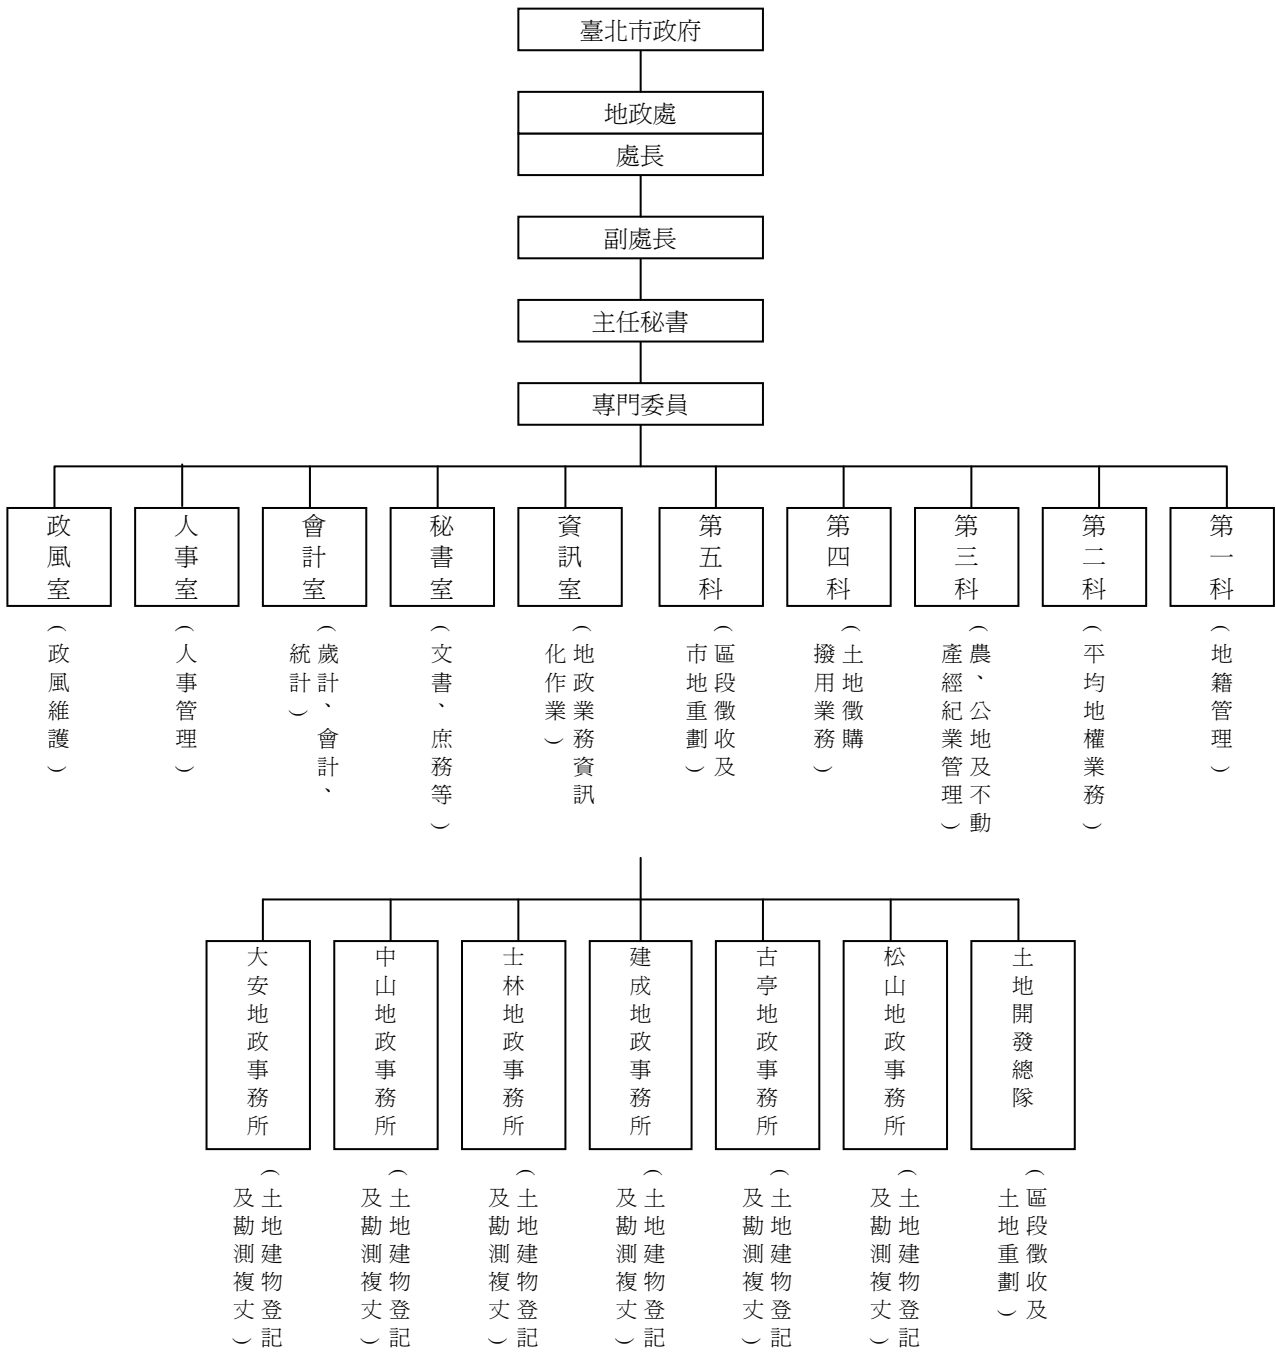 臺北市政府
地政處
處長
副處長
主任秘書
專門委員
第一科
（地籍管理）
第二科
（平均地權業務）
第三科
（農、公地及不動
產經紀業管理）
第四科
（土地徵購
撥用業務）
第五科
（區段徵收及
市地重劃）
資訊室
（地政業務資訊
化作業）
秘書室
（文書、庶務等）
會計室
（歲計、會計、
統計）
人事室
（人事管理）
政風室
（政風維護）
土地開發總隊
（區段徵收及
土地重劃）
松山地政事務所
（土地建物登記
及勘測複丈）
古亭地政事務所
（土地建物登記
及勘測複丈）
建成地政事務所
（土地建物登記
及勘測複丈）
士林地政事務所
（土地建物登記
及勘測複丈）
中山地政事務所
（土地建物登記
及勘測複丈）
大安地政事務所
（土地建物登記
及勘測複丈）